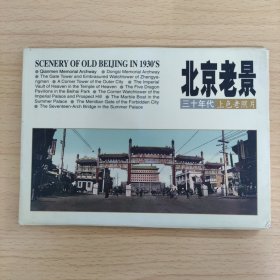 SCENERY OF OLD BEIJING IN 1930'S
● Qianmen Memorial Archway ● Dongsi Memorial Archway
● The Gate Tower and Embrasured Watchtower of Zhengyangmen
● A Corner Tower of the Outer City ● The Imperial
Vault of Heaven in the Temple of Heaven ● The Five Dragon
Pavilions in the Beihai Park ● The Corner Watchtower of the
Imperial Palace and Prospect Hill ● The Marble Boat in the
Summer Palace ● The Meridian Gate of the Forbidden City
● The Seventeen-Arch Bridge in the Summer Palace
北京老景
三十年代 上色老照片